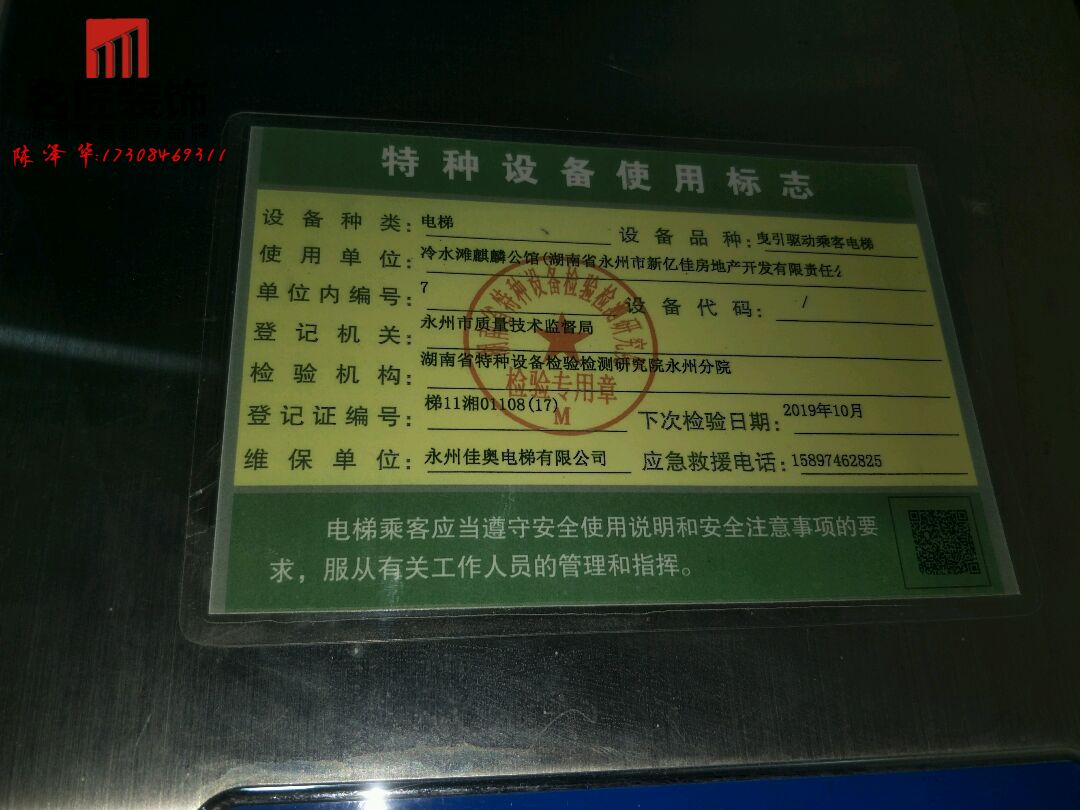 名匠装饰
陈泽华:17308469311
特种设备使用标志
设备种类：电梯 设备品种：曳引驱动乘客电梯
使用单位：冷水滩麒麟公馆(湖南省永州市新亿佳房地产开发有限责任公
单位内编号：7 设备代码：/
登记机关：永州市质量技术监督局
检验机构：湖南省特种设备检验检测研究院永州分院
登记证编号：梯11湘01108(17) 下次检验日期：2019年10月
维保单位：永州佳奥电梯有限公司 应急救援电话：15897462825
检验专用章
M
电梯乘客应当遵守安全使用说明和安全注意事项的要
求，服从有关工作人员的管理和指挥。